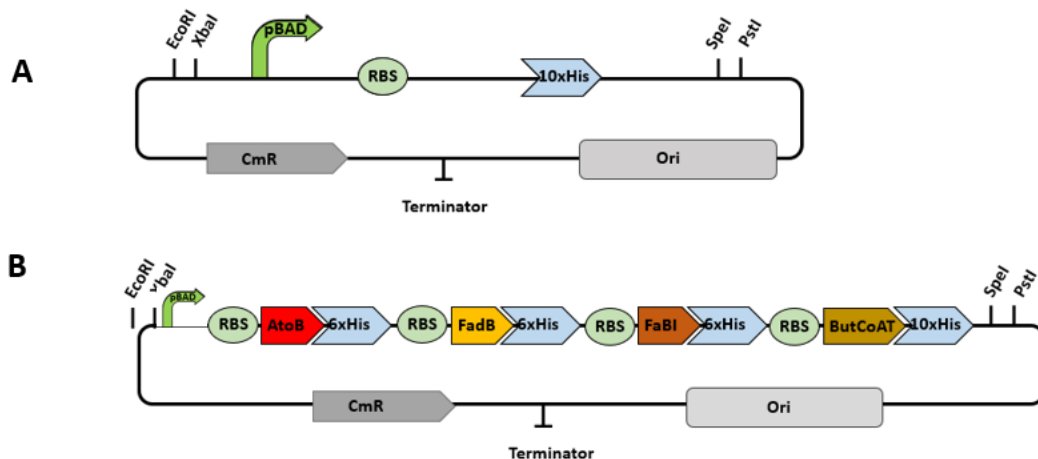 A
EcoRI
XbaI
pBAD
RBS
10xHis
SpeI
PstI
CmR
Ori
Terminator
B
EcoRI
XbaI
pBAD
RBS
AtoB
6xHis
RBS
FadB
6xHis
RBS
FaBI
6xHis
RBS
ButCoAT
10xHis
SpeI
PstI
CmR
Ori
Terminator